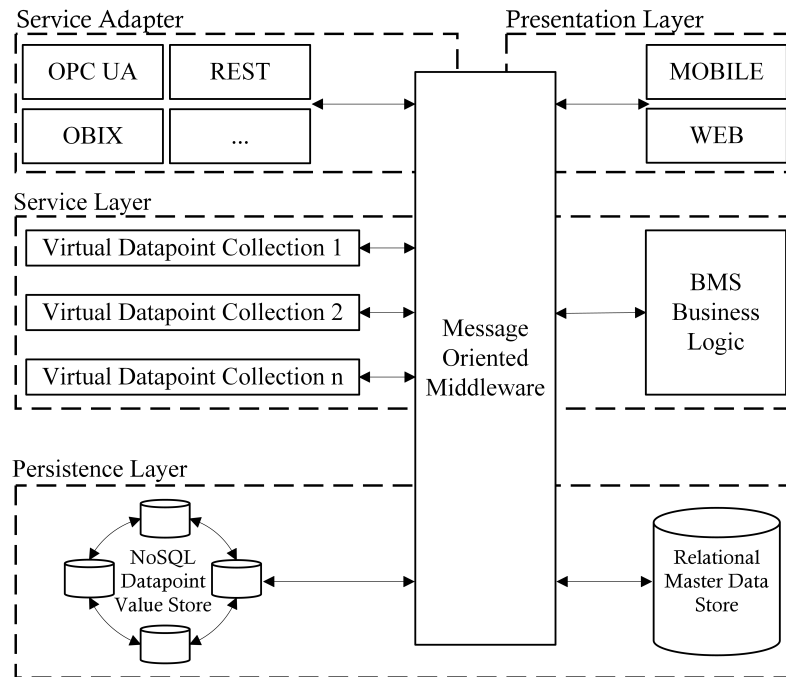 Service Adapter
Presentation Layer
OPC UA
REST
OBIX
...
MOBILE
WEB
Service Layer
Virtual Datapoint Collection 1
Virtual Datapoint Collection 2
Virtual Datapoint Collection n
Message
Oriented
Middleware
BMS
Business
Logic
Persistence Layer
NoSQL
Datapoint
Value Store
Relational
Master Data
Store